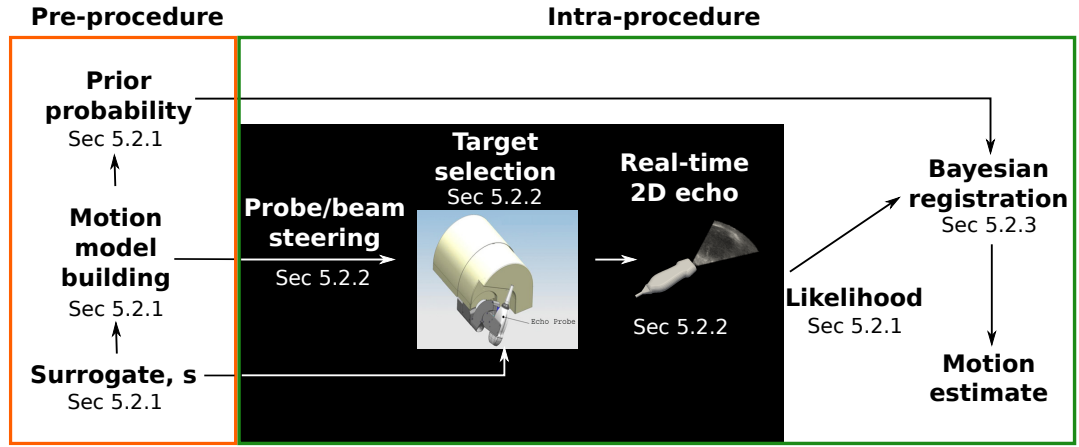 Pre-procedure
Intra-procedure
Prior
probability
Sec 5.2.1
Motion
model
building
Sec 5.2.1
Surrogate, s
Sec 5.2.1
Probe/beam
steering
Sec 5.2.2
Target
selection
Sec 5.2.2
Echo Probe
Real-time
2D echo
Sec 5.2.2
Likelihood
Sec 5.2.1
Bayesian
registration
Sec 5.2.3
Motion
estimate